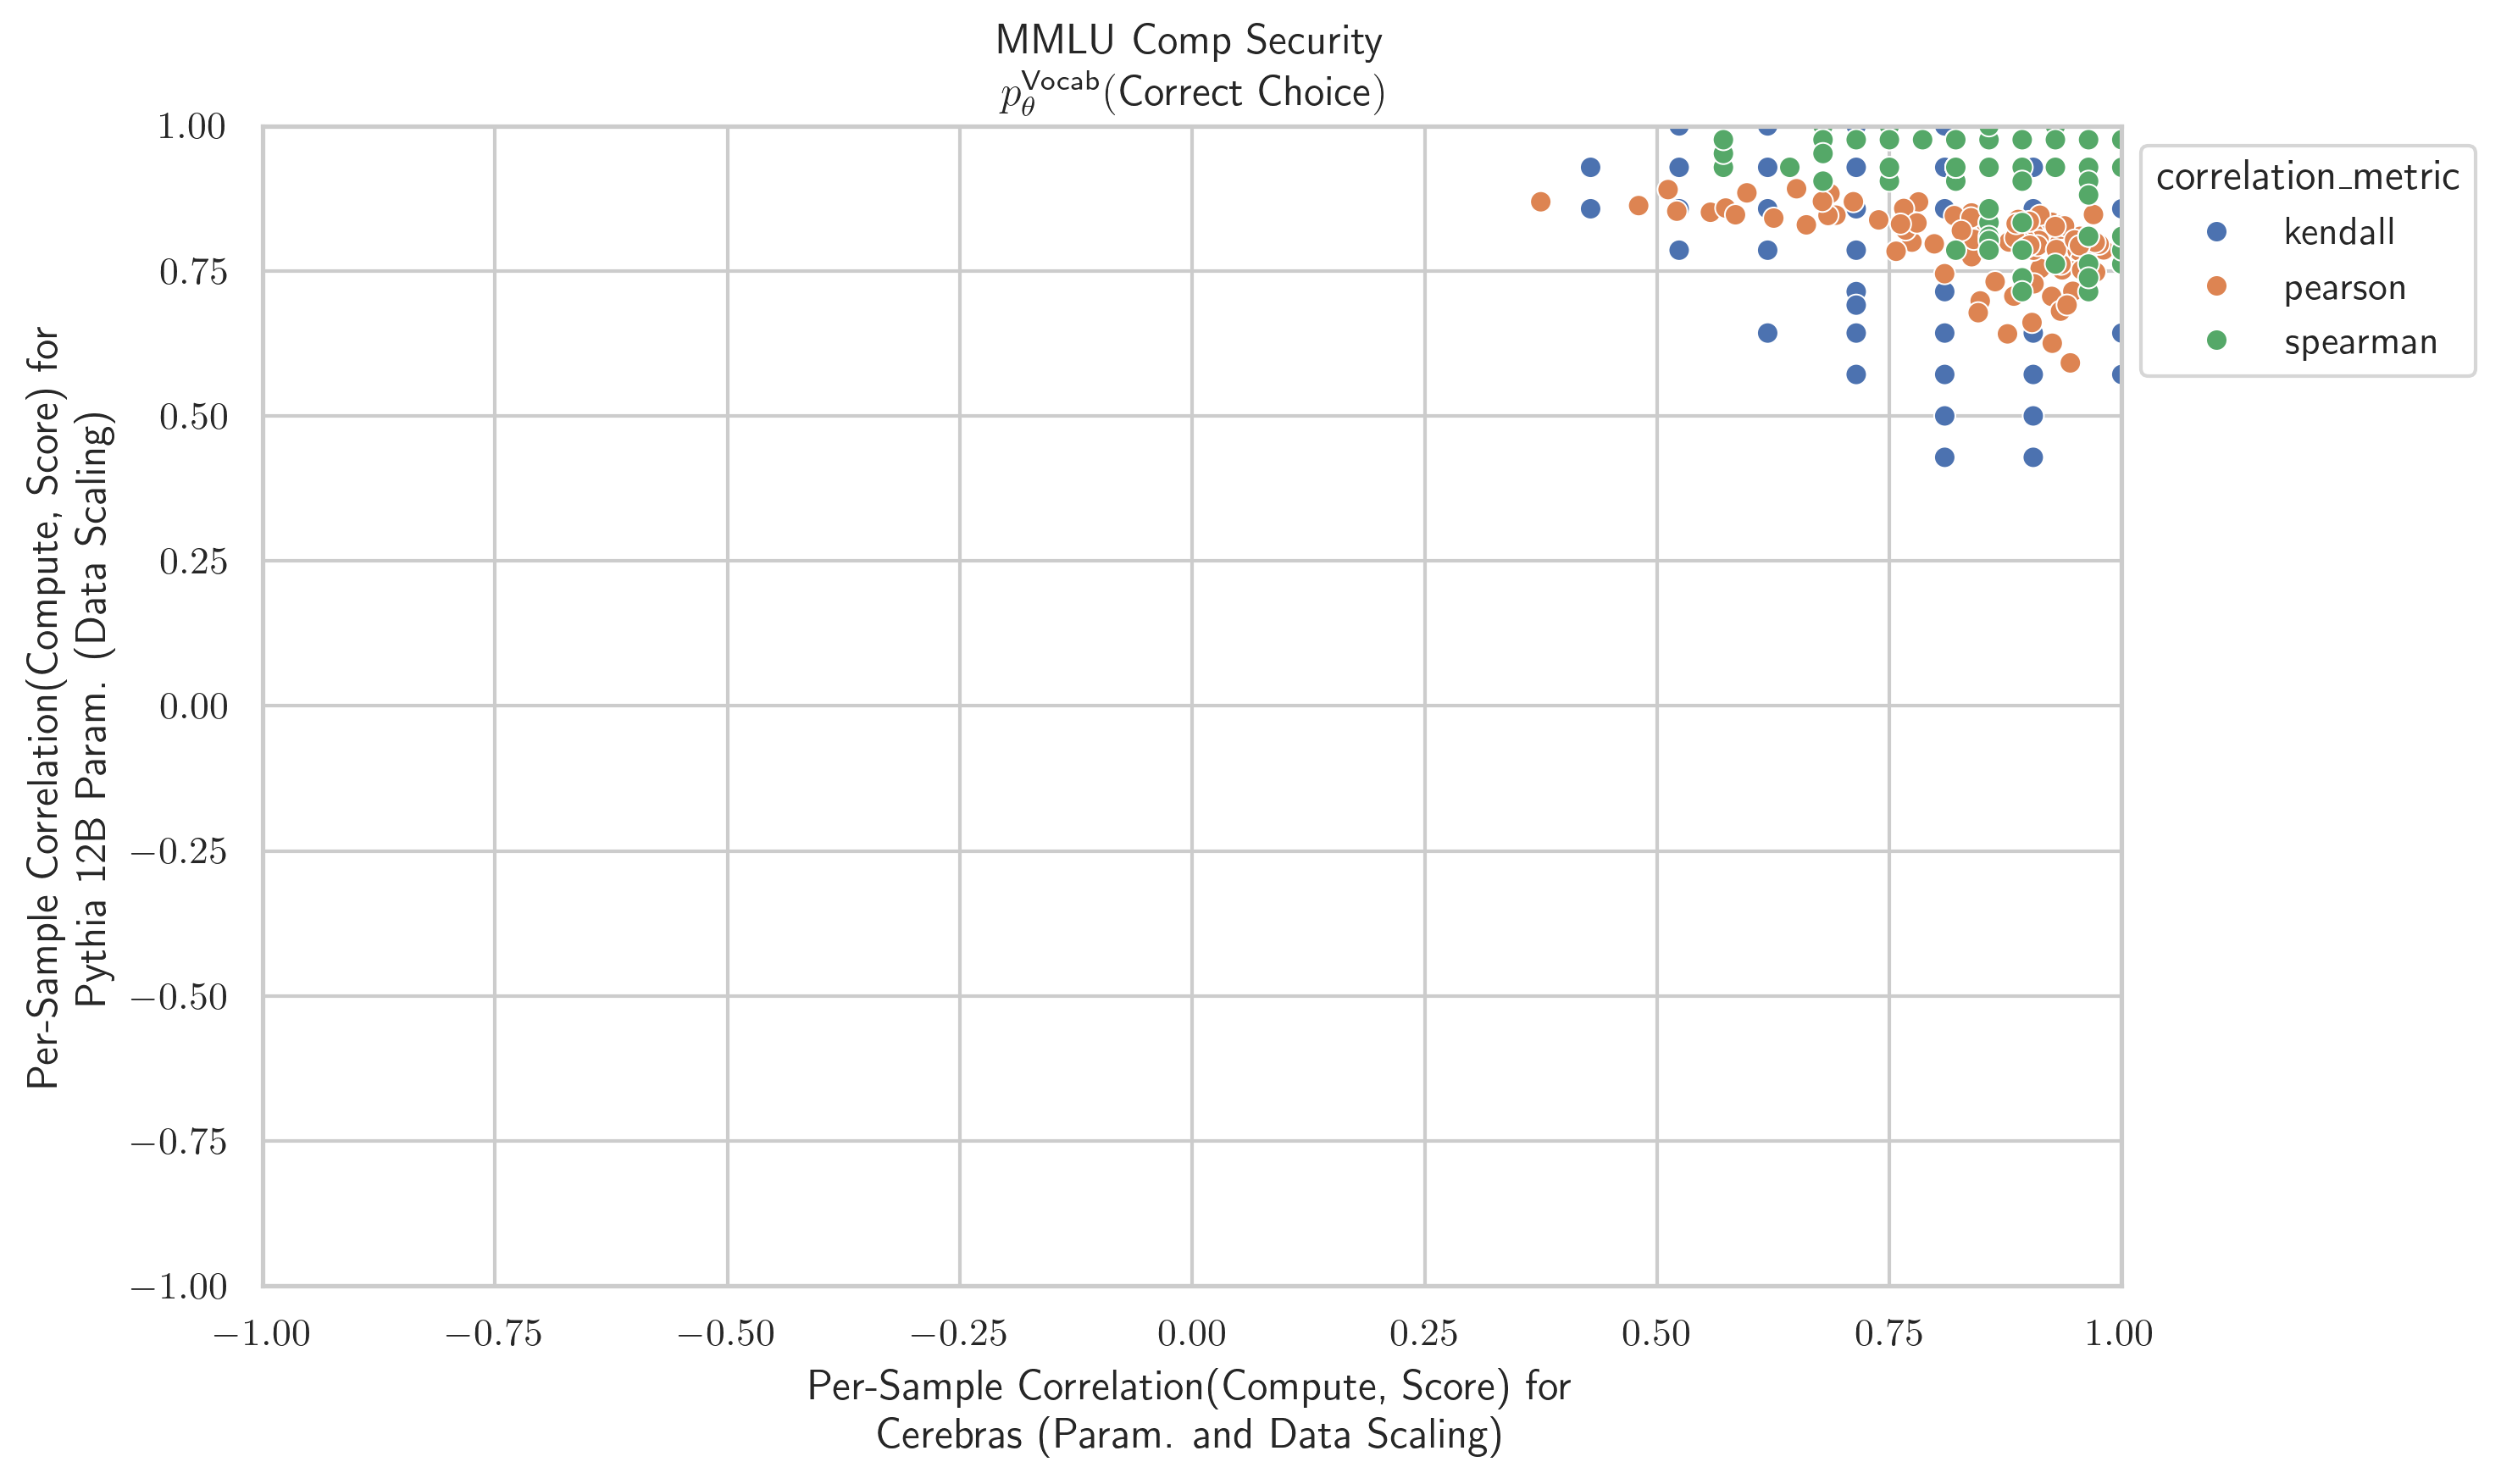 MMLU Comp Security
p_θ^Vocab(Correct Choice)
1.00
0.75
0.50
0.25
0.00
−0.25
−0.50
−0.75
−1.00
Per-Sample Correlation(Compute, Score) for
Pythia 12B Param. (Data Scaling)
−1.00 −0.75 −0.50 −0.25 0.00 0.25 0.50 0.75 1.00
Per-Sample Correlation(Compute, Score) for
Cerebras (Param. and Data Scaling)
correlation_metric
kendall
pearson
spearman